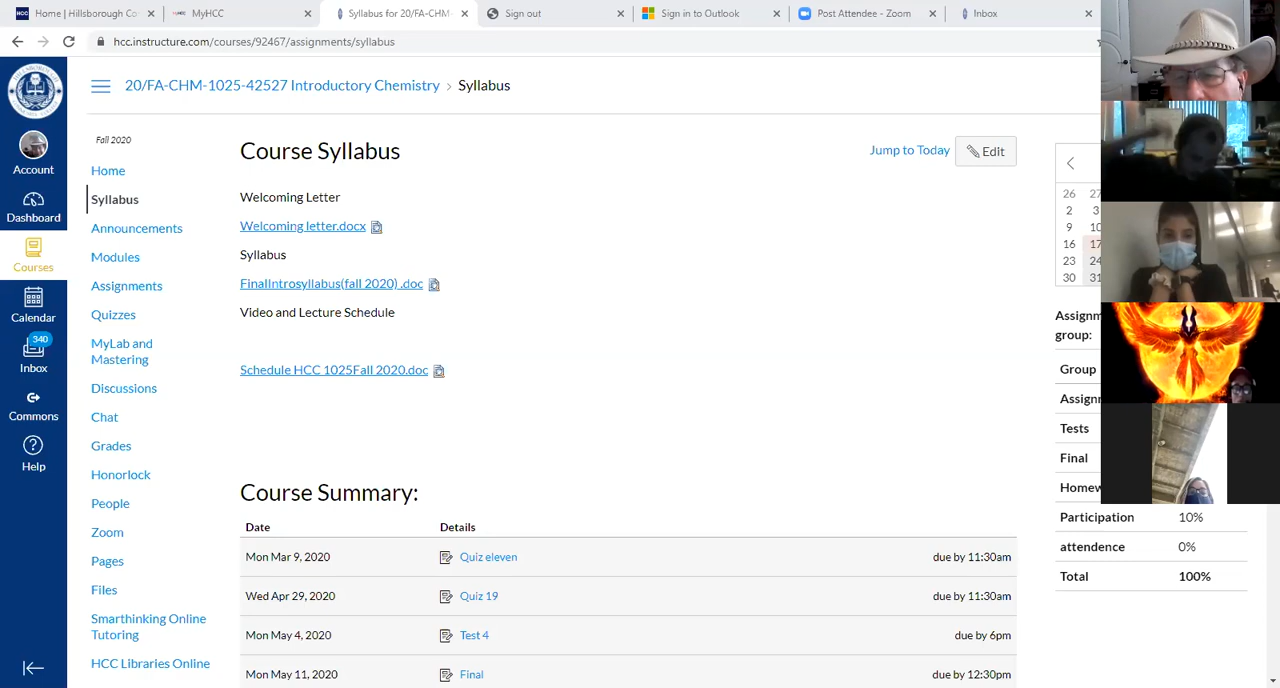 Home | Hillsborough Co
MyHCC
Syllabus for 20/FA-CHM-
Sign out
Sign in to Outlook
Post Attendee - Zoom
Inbox
hcc.instructure.com/courses/92467/assignments/syllabus
20/FA-CHM-1025-42527 Introductory Chemistry › Syllabus
Account
Dashboard
Courses
Calendar
340
Inbox
Commons
Help
Fall 2020
Home
Syllabus
Announcements
Modules
Assignments
Quizzes
MyLab and
Mastering
Discussions
Chat
Grades
Honorlock
People
Zoom
Pages
Files
Smarthinking Online
Tutoring
HCC Libraries Online
Course Syllabus
Jump to Today
Edit
Welcoming Letter
Welcoming letter.docx
Syllabus
FinalIntrosyllabus(fall 2020) .doc
Video and Lecture Schedule
Schedule HCC 1025Fall 2020.doc
Course Summary:
Date Details
Mon Mar 9, 2020 Quiz eleven due by 11:30am
Wed Apr 29, 2020 Quiz 19 due by 11:30am
Mon May 4, 2020 Test 4 due by 6pm
Mon May 11, 2020 Final due by 12:30pm
26 27
2 3
9 10
16 17
23 24
30 31
Assignm
group:
Group
Assignm
Tests
Final
Homew
Participation 10%
attendence 0%
Total 100%